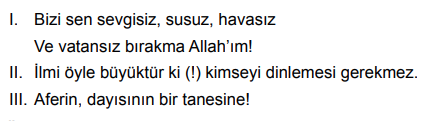 I. Bizi sen sevgisiz, susuz, havasız
Ve vatansız bırakma Allah’ım!
II. İlmi öyle büyüktür ki (!) kimseyi dinlemesi gerekmez.
III. Aferin, dayısının bir tanesine!